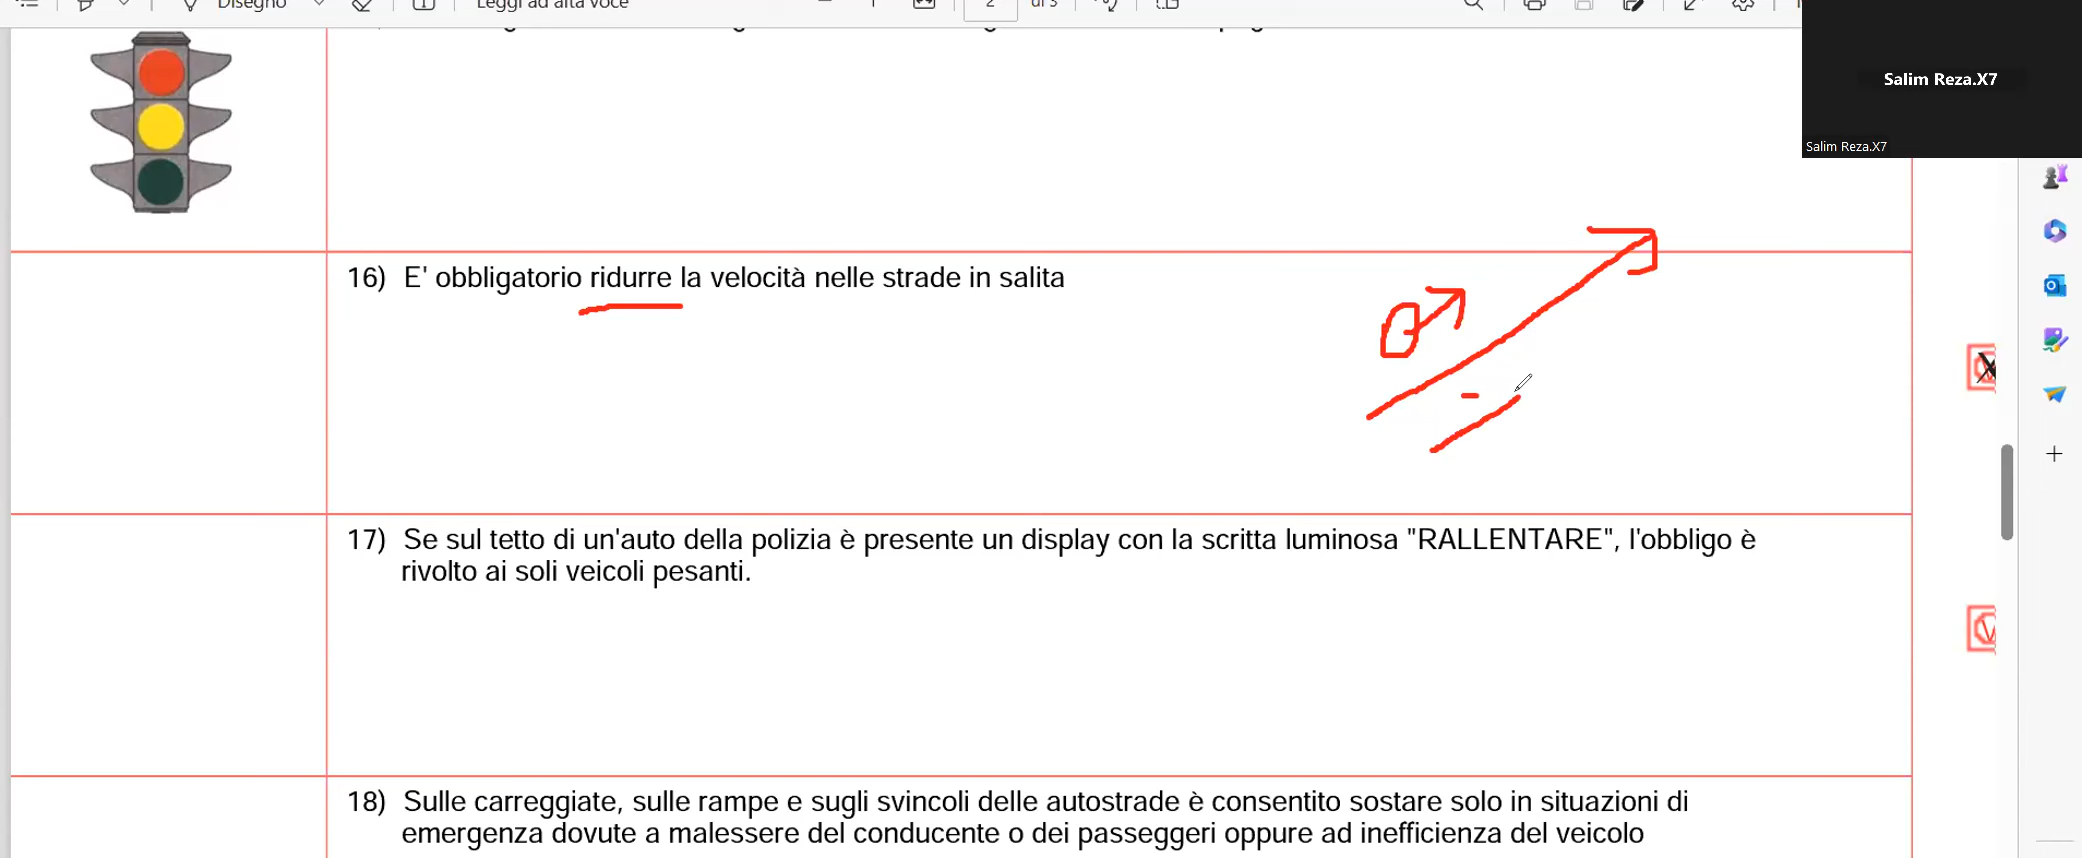 Disegno
Leggi ad alta voce
2
di 3
Salim Reza.X7
Salim Reza.X7
16) E' obbligatorio ridurre la velocità nelle strade in salita
17) Se sul tetto di un'auto della polizia è presente un display con la scritta luminosa "RALLENTARE", l'obbligo è
rivolto ai soli veicoli pesanti.
18) Sulle carreggiate, sulle rampe e sugli svincoli delle autostrade è consentito sostare solo in situazioni di
emergenza dovute a malessere del conducente o dei passeggeri oppure ad inefficienza del veicolo